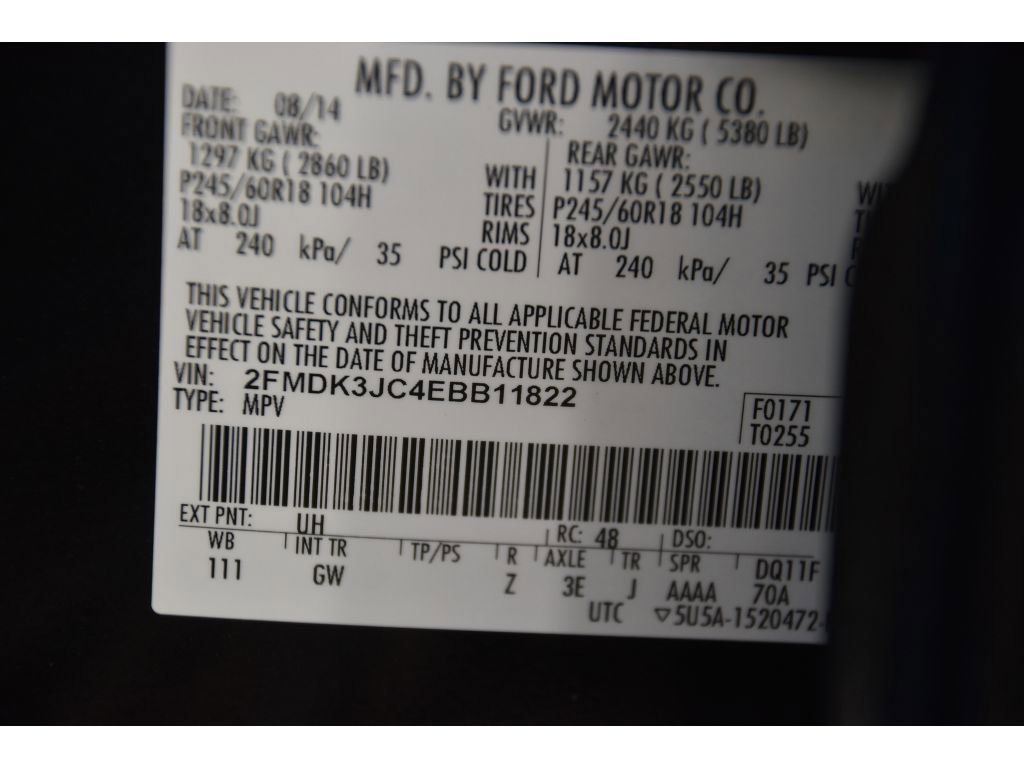 MFD. BY FORD MOTOR CO.
DATE: 08/14 GVWR: 2440 KG ( 5380 LB)
FRONT GAWR: REAR GAWR:
1297 KG ( 2860 LB) WITH 1157 KG ( 2550 LB)
P245/60R18 104H TIRES P245/60R18 104H
18x8.0J RIMS 18x8.0J
AT 240 kPa/ 35 PSI COLD AT 240 kPa/ 35 PSI
THIS VEHICLE CONFORMS TO ALL APPLICABLE FEDERAL MOTOR
VEHICLE SAFETY AND THEFT PREVENTION STANDARDS IN
EFFECT ON THE DATE OF MANUFACTURE SHOWN ABOVE.
VIN: 2FMDK3JC4EBB11822
TYPE: MPV F0171
T0255
EXT PNT: UH RC: 48 DSO:
WB INT TR TP/PS R AXLE TR SPR DQ11F
111 GW Z 3E J AAAA 70A
UTC ▽5U5A-1520472-